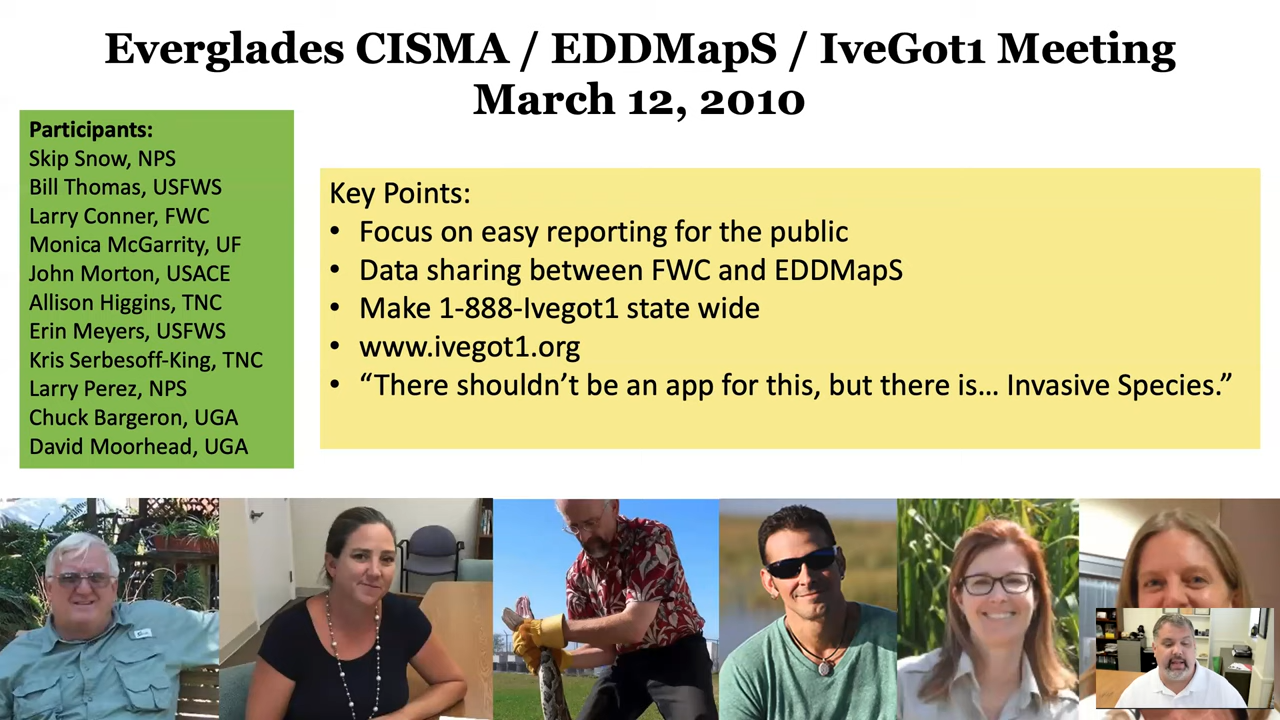 Everglades CISMA / EDDMapS / IveGot1 Meeting
March 12, 2010
Participants:
Skip Snow, NPS
Bill Thomas, USFWS
Larry Conner, FWC
Monica McGarrity, UF
John Morton, USACE
Allison Higgins, TNC
Erin Meyers, USFWS
Kris Serbesoff-King, TNC
Larry Perez, NPS
Chuck Bargeron, UGA
David Moorhead, UGA
Key Points:
• Focus on easy reporting for the public
• Data sharing between FWC and EDDMapS
• Make 1-888-Ivegot1 state wide
• www.ivegot1.org
• “There shouldn’t be an app for this, but there is… Invasive Species.”